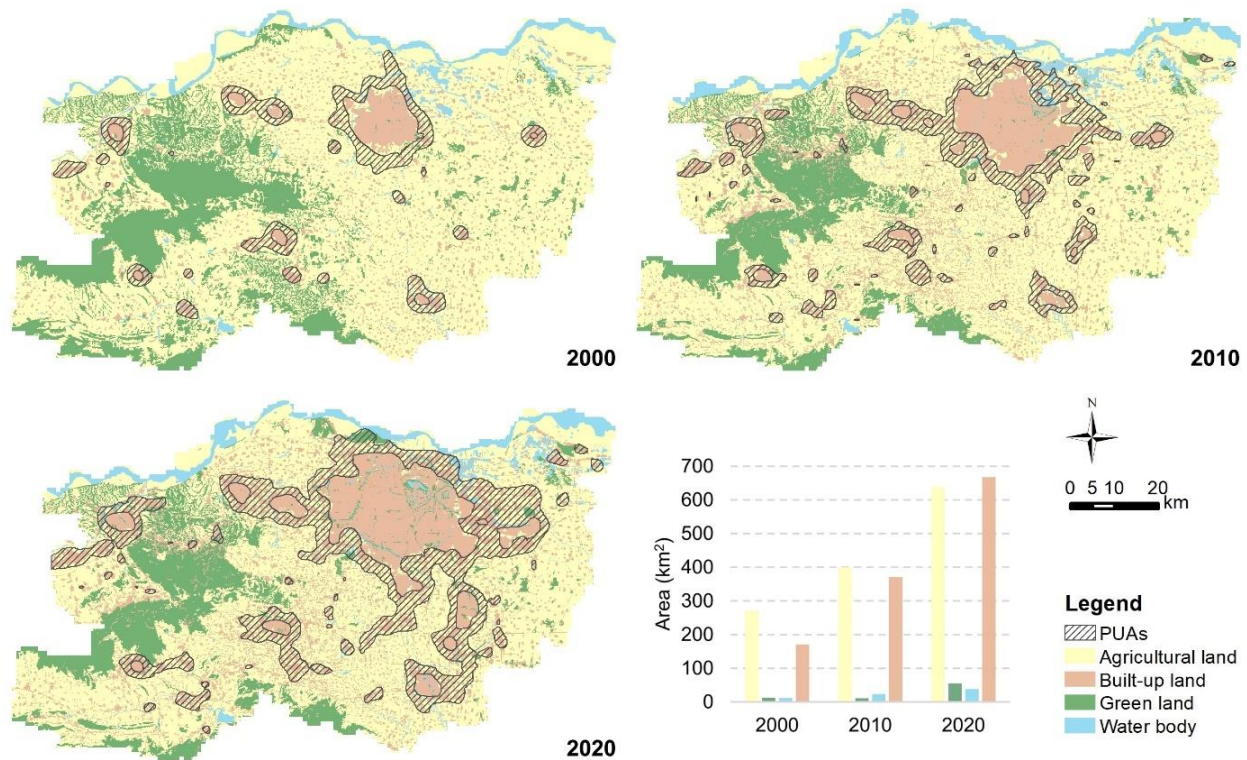 2000
2010
2020
N
0 5 10 20
km
700
600
500
400
300
200
100
0
Area (km²)
2000 2010 2020
Legend
PUAs
Agricultural land
Built-up land
Green land
Water body